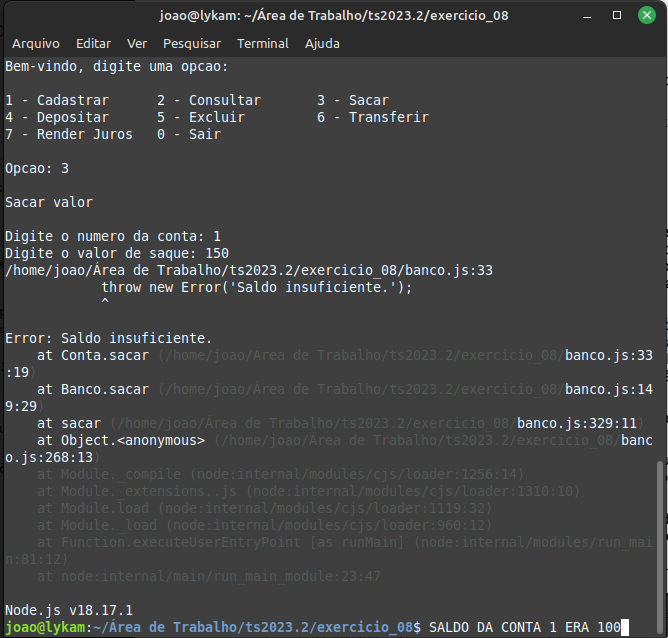 joao@lykam: ~/Área de Trabalho/ts2023.2/exercicio_08
Arquivo Editar Ver Pesquisar Terminal Ajuda
Bem-vindo, digite uma opcao:
1 - Cadastrar 2 - Consultar 3 - Sacar
4 - Depositar 5 - Excluir 6 - Transferir
7 - Render Juros 0 - Sair
Opcao: 3
Sacar valor
Digite o numero da conta: 1
Digite o valor de saque: 150
/home/joao/Área de Trabalho/ts2023.2/exercicio_08/banco.js:33
throw new Error('Saldo insuficiente.');
^
Error: Saldo insuficiente.
at Conta.sacar (/home/joao/Área de Trabalho/ts2023.2/exercicio_08/banco.js:33
:19)
at Banco.sacar (/home/joao/Área de Trabalho/ts2023.2/exercicio_08/banco.js:14
9:29)
at sacar (/home/joao/Área de Trabalho/ts2023.2/exercicio_08/banco.js:329:11)
at Object.<anonymous> (/home/joao/Área de Trabalho/ts2023.2/exercicio_08/banc
o.js:268:13)
at Module._compile (node:internal/modules/cjs/loader:1256:14)
at Module._extensions..js (node:internal/modules/cjs/loader:1310:10)
at Module.load (node:internal/modules/cjs/loader:1119:32)
at Module._load (node:internal/modules/cjs/loader:960:12)
at Function.executeUserEntryPoint [as runMain] (node:internal/modules/run_mai
n:81:12)
at node:internal/main/run_main_module:23:47
Node.js v18.17.1
joao@lykam:~/Área de Trabalho/ts2023.2/exercicio_08$ SALDO DA CONTA 1 ERA 100